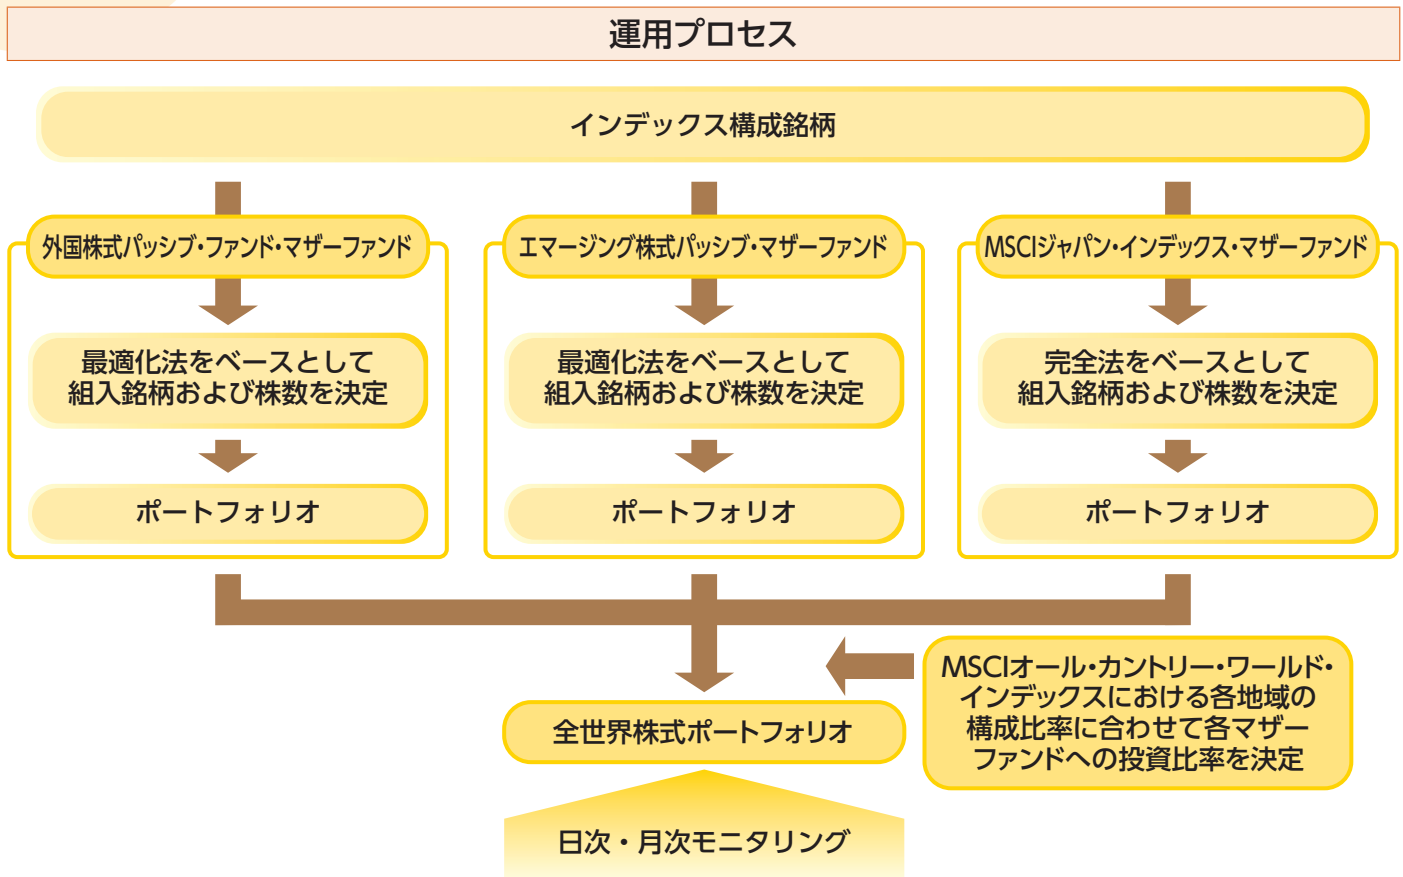 運用プロセス
インデックス構成銘柄
外国株式パッシブ・ファンド・マザーファンド
最適化法をベースとして
組入銘柄および株数を決定
ポートフォリオ
エマージング株式パッシブ・マザーファンド
最適化法をベースとして
組入銘柄および株数を決定
ポートフォリオ
MSCIジャパン・インデックス・マザーファンド
完全法をベースとして
組入銘柄および株数を決定
ポートフォリオ
MSCIオール・カントリー・ワールド・
インデックスにおける各地域の
構成比率に合わせて各マザー
ファンドへの投資比率を決定
全世界株式ポートフォリオ
日次・月次モニタリング